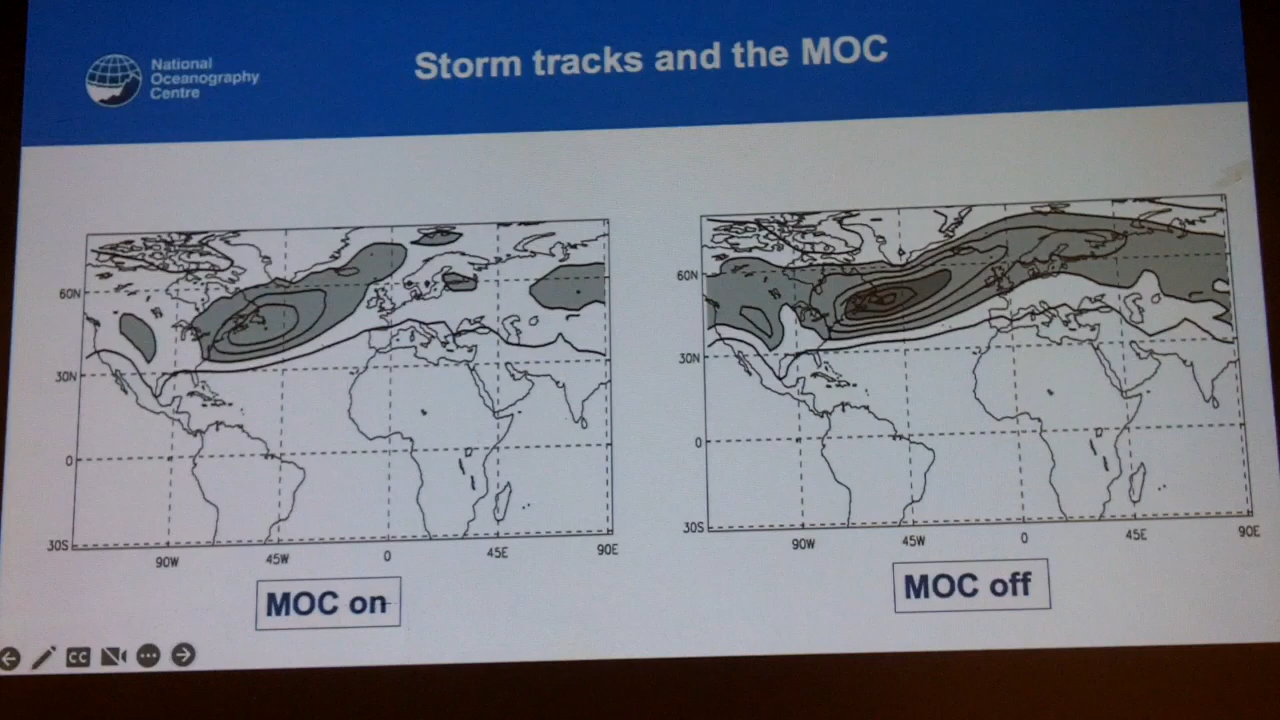 National
Oceanography
Centre
Storm tracks and the MOC
60N
30N
0
30S
90W
45W
0
45E
90E
MOC on
60N
30N
0
30S
90W
45W
0
45E
90E
MOC off
CC